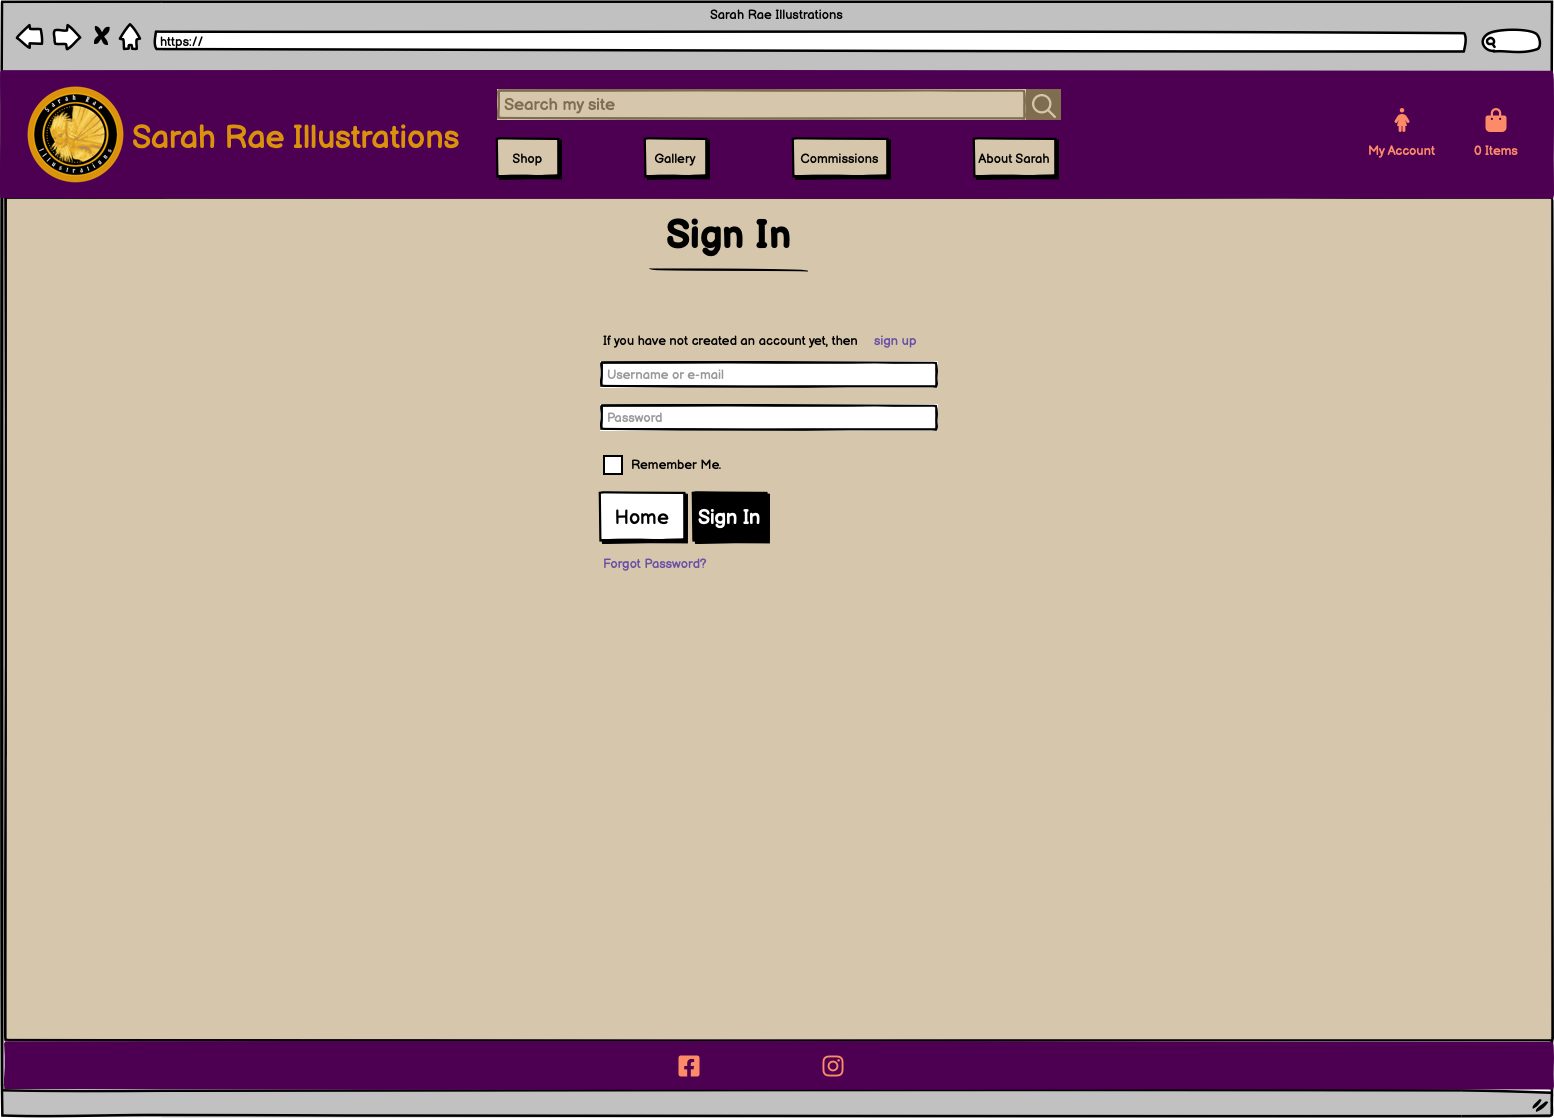 Sarah Rae Illustrations
https://
Sarah Rae
Illustrations
Sarah Rae Illustrations
Search my site
Shop
Gallery
Commissions
About Sarah
My Account
0 Items
Sign In
If you have not created an account yet, then sign up
Username or e-mail
Password
Remember Me.
Home
Sign In
Forgot Password?